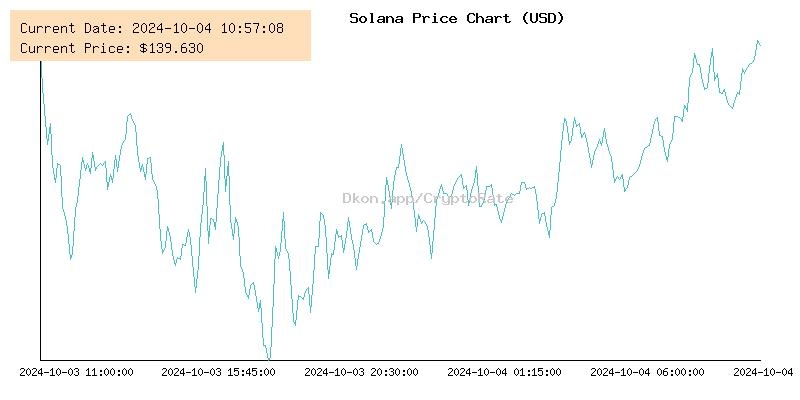 Solana Price Chart (USD)
Current Date: 2024-10-04 10:57:08
Current Price: $139.630
Dkon.app/CryptoRate
2024-10-03 11:00:00 2024-10-03 15:45:00 2024-10-03 20:30:00 2024-10-04 01:15:00 2024-10-04 06:00:00 2024-10-04